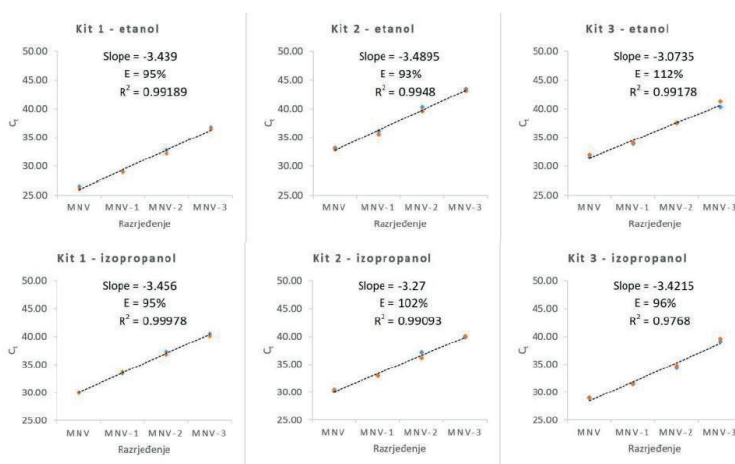 Kit 1 - etanol
50.00
45.00
40.00
35.00
30.00
25.00
Ct
Slope = -3.439
E = 95%
R² = 0.99189
MNV MNV-1 MNV-2 MNV-3
Razrjeđenje
Kit 2 - etanol
50.00
45.00
40.00
35.00
30.00
25.00
Ct
Slope = -3.4895
E = 93%
R² = 0.9948
MNV MNV-1 MNV-2 MNV-3
Razrjeđenje
Kit 3 - etanol
50.00
45.00
40.00
35.00
30.00
25.00
Ct
Slope = -3.0735
E = 112%
R² = 0.99178
MNV MNV-1 MNV-2 MNV-3
Razrjeđenje
Kit 1 - izopropanol
50.00
45.00
40.00
35.00
30.00
25.00
Ct
Slope = -3.456
E = 95%
R² = 0.99978
MNV MNV-1 MNV-2 MNV-3
Razrjeđenje
Kit 2 - izopropanol
50.00
45.00
40.00
35.00
30.00
25.00
Ct
Slope = -3.27
E = 102%
R² = 0.99093
MNV MNV-1 MNV-2 MNV-3
Razrjeđenje
Kit 3 - izopropanol
50.00
45.00
40.00
35.00
30.00
25.00
Ct
Slope = -3.4215
E = 96%
R² = 0.9768
MNV MNV-1 MNV-2 MNV-3
Razrjeđenje